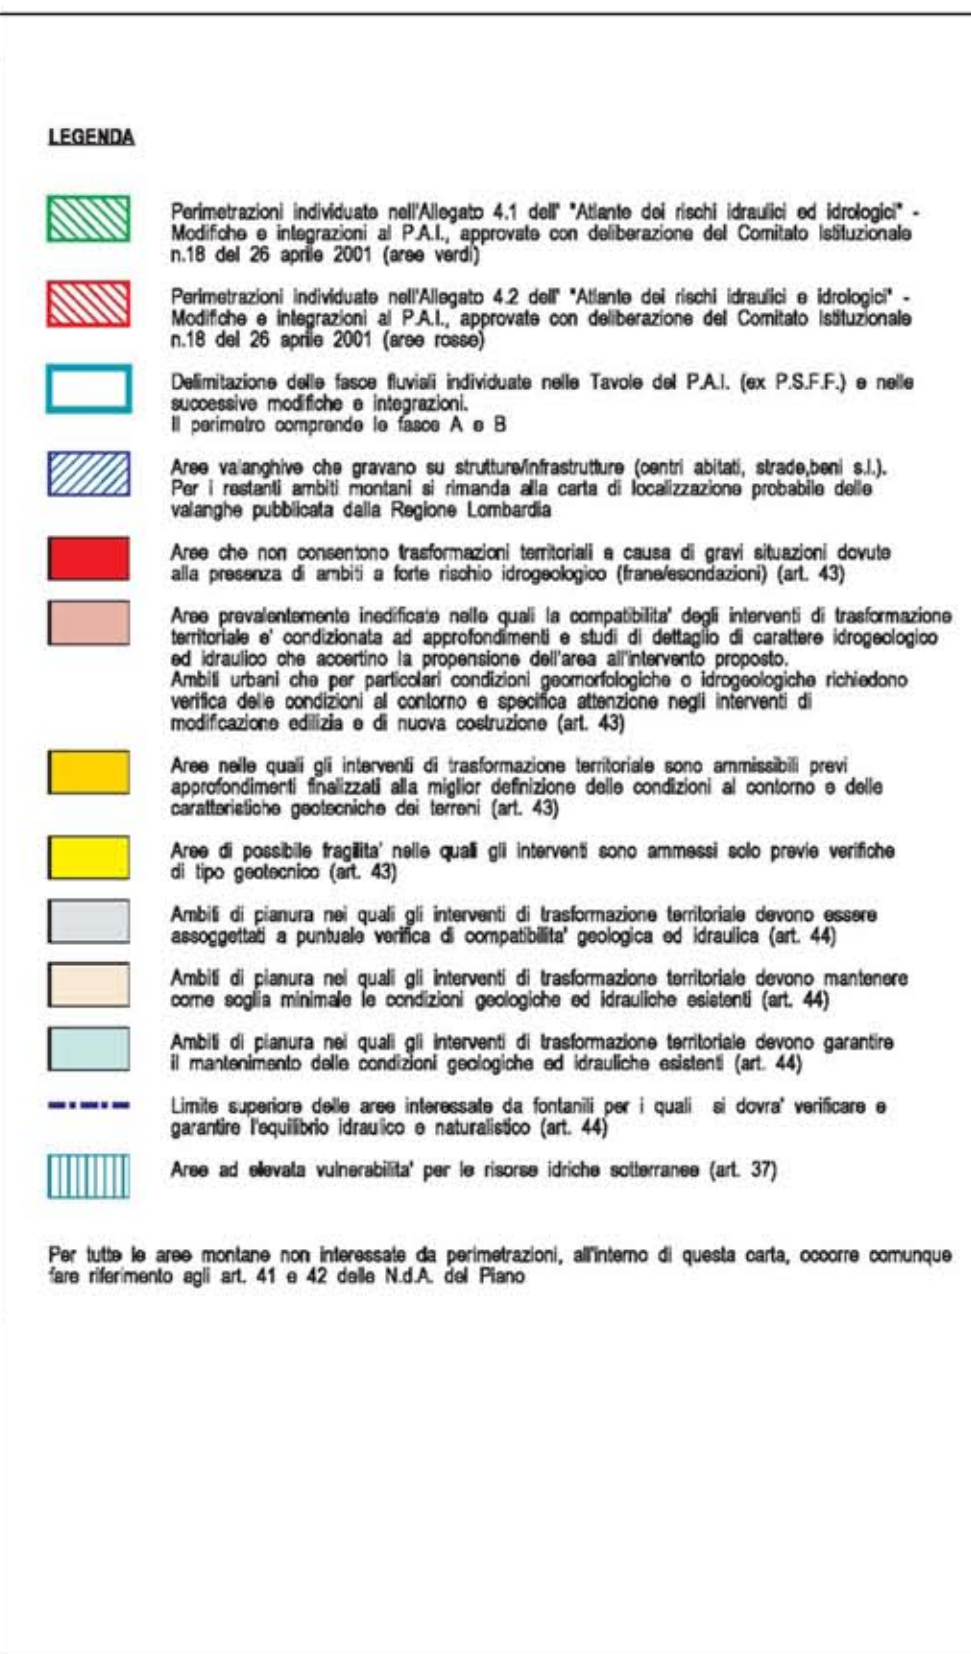 LEGENDA
Perimetrazioni individuate nell'Allegato 4.1 dell' "Atlante dei rischi idraulici ed idrologici" -
Modifche e integrazioni al P.A.I., approvate con deliberazione del Comitato Istituzionale
n.18 del 26 aprile 2001 (aree verdi)
Perimetrazioni individuate nell'Allegato 4.2 dell' "Atlante dei rischi idraulici e idrologici" -
Modifche e integrazioni al P.A.I., approvate con deliberazione del Comitato Istituzionale
n.18 del 26 aprile 2001 (aree rosse)
Delimitazione delle fasce fluviali individuate nelle Tavole del P.A.I. (ex P.S.F.F.) e nelle
successive modifiche e integrazioni.
Il perimetro comprende le fasce A e B
Aree valanghive che gravano su strutture/infrastrutture (centri abitati, strade,beni s.l.).
Per i restanti ambiti montani si rimanda alla carta di localizzazione probabile delle
valanghe pubblicata dalla Regione Lombardia
Aree che non consentono trasformazioni territoriali a causa di gravi situazioni dovute
alla presenza di ambiti a forte rischio idrogeologico (frane/esondazioni) (art. 43)
Aree prevalentemente inedificate nelle quali la compatibilita' degli interventi di trasformazione
territoriale e' condizionata ad approfondimenti e studi di dettaglio di carattere idrogeologico
ed idraulico che accertino la propensione dell'area all'intervento proposto.
Ambiti urbani che per particolari condizioni geomorfologiche o idrogeologiche richiedono
verifica delle condizioni al contorno e specifica attenzione negli interventi di
modificazione edilizia e di nuova costruzione (art. 43)
Aree nelle quali gli interventi di trasformazione territoriale sono ammissibili previ
approfondimenti finalizzati alla miglior definizione delle condizioni al contorno e delle
caratteristiche geotecniche dei terreni (art. 43)
Aree di possibile fragilita' nelle quali gli interventi sono ammessi solo previe verifiche
di tipo geotecnico (art. 43)
Ambiti di pianura nei quali gli interventi di trasformazione territoriale devono essere
assoggettati a puntuale verifica di compatibilita' geologica ed idraulica (art. 44)
Ambiti di pianura nei quali gli interventi di trasformazione territoriale devono mantenere
come soglia minimale le condizioni geologiche ed idrauliche esistenti (art. 44)
Ambiti di pianura nei quali gli interventi di trasformazione territoriale devono garantire
il mantenimento delle condizioni geologiche ed idrauliche esistenti (art. 44)
Limite superiore delle aree interessate da fontanili per i quali si dovra' verificare e
garantire l'equilibrio idraulico e naturalistico (art. 44)
Aree ad elevata vulnerabilita' per le risorse idriche sotterranee (art. 37)
Per tutte le aree montane non interessate da perimetrazioni, all'interno di questa carta, occorre comunque
fare riferimento agli art. 41 e 42 delle N.d.A. del Piano